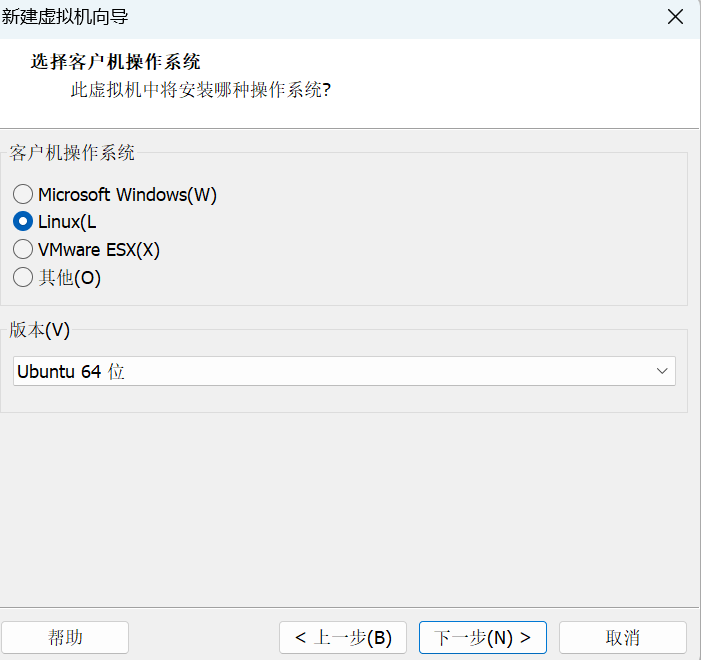 新建虚拟机向导
选择客户机操作系统
此虚拟机中将安装哪种操作系统?
客户机操作系统
Microsoft Windows(W)
Linux(L
VMware ESX(X)
其他(O)
版本(V)
Ubuntu 64 位
帮助
< 上一步(B)
下一步(N) >
取消